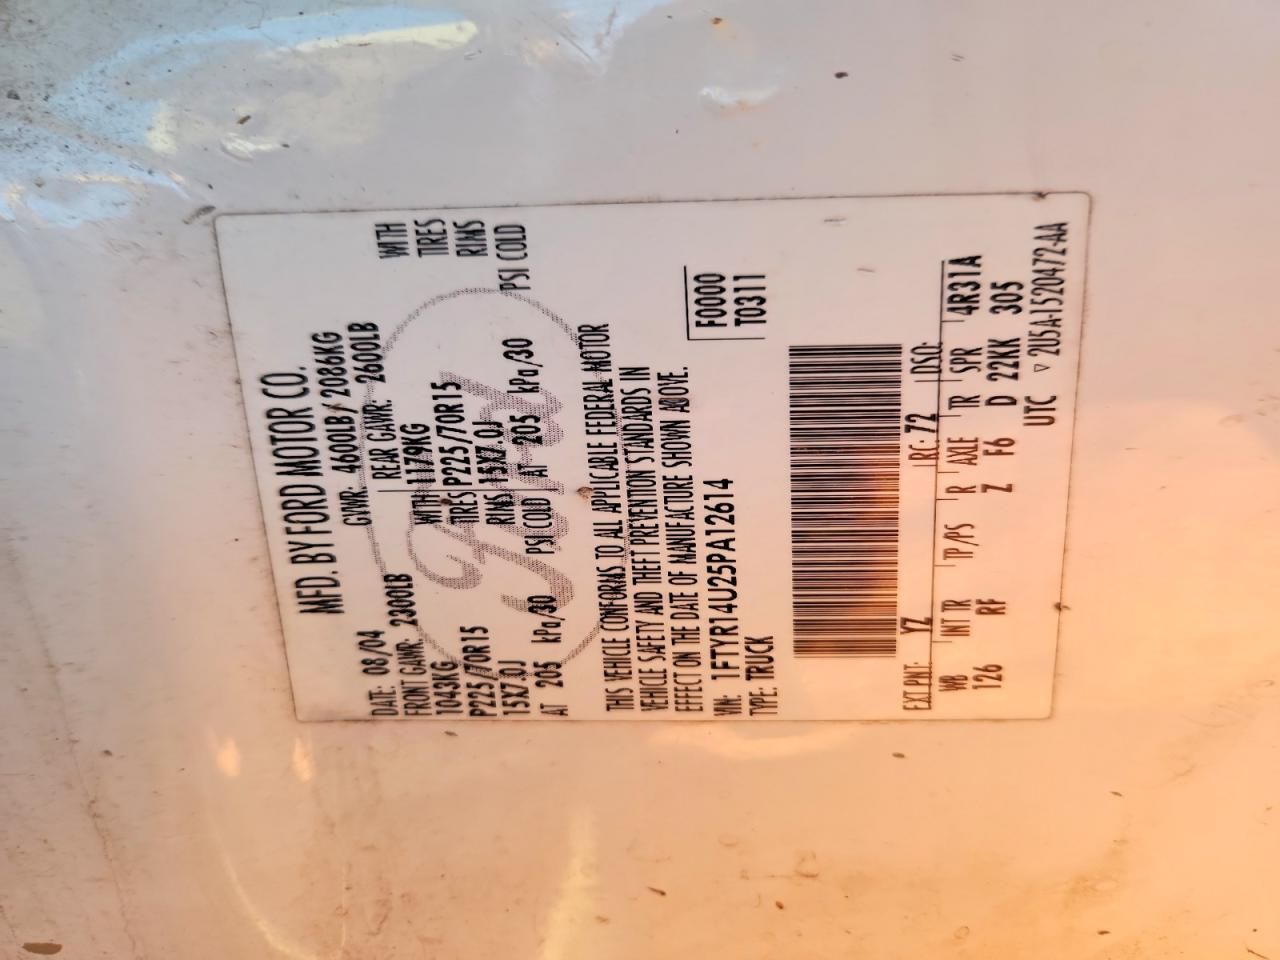 MFD. BY FORD MOTOR CO.
DATE: 08/04 GVWR: 4600LB/ 2086KG
FRONT GAWR: 2300LB REAR GAWR: 2600LB
1043KG WITH 1179KG WITH
P225/70R15 TIRES P225/70R15 TIRES
15X7.0J RIMS 15X7.0J RIMS
AT 205 kPa/30 PSI COLD AT 205 kPa/30 PSI COLD
Ford
THIS VEHICLE CONFORMS TO ALL APPLICABLE FEDERAL MOTOR
VEHICLE SAFETY AND THEFT PREVENTION STANDARDS IN
EFFECT ON THE DATE OF MANUFACTURE SHOWN ABOVE.
VIN: 1FTYR14U25PA12614 F0000
TYPE: TRUCK T0311
EXT PNT: YZ RC: 72 DSO:
WB INT TR TP/PS R AXLE TR SPR 4R31A
126 RF Z F6 D 22KK 305
UTC ▽ 2U5A-1520472-AA